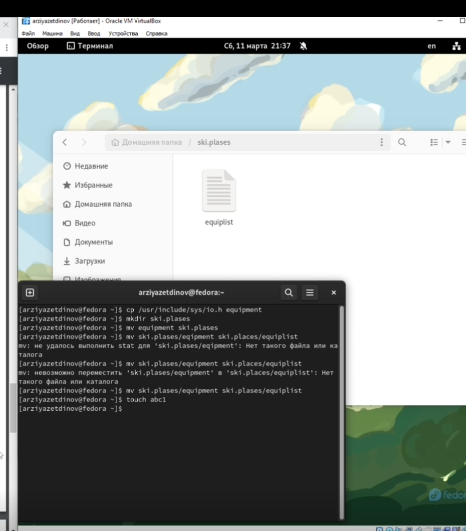 arziyazetdinov [Работает] - Oracle VM VirtualBox
Файл Машина Вид Ввод Устройства Справка
Обзор Терминал Сб, 11 марта 21:37 en
Домашняя папка / ski.plases
Недавние
Избранные
Домашняя папка
Видео
Документы
Загрузки
Изображения
equiplist
arziyazetdinov@fedora:~
[arziyazetdinov@fedora ~]$ cp /usr/include/sys/io.h equipment
[arziyazetdinov@fedora ~]$ mkdir ski.plases
[arziyazetdinov@fedora ~]$ mv equipment ski.plases
[arziyazetdinov@fedora ~]$ mv ski.plases/eqipment ski.places/equiplist
mv: не удалось выполнить stat для 'ski.plases/eqipment': Нет такого файла или ка
талога
[arziyazetdinov@fedora ~]$ mv ski.plases/equipment ski.places/equiplist
mv: невозможно переместить 'ski.plases/equipment' в 'ski.places/equiplist': Нет
такого файла или каталога
[arziyazetdinov@fedora ~]$ mv ski.plases/equipment ski.plases/equiplist
[arziyazetdinov@fedora ~]$ touch abc1
[arziyazetdinov@fedora ~]$
fedora